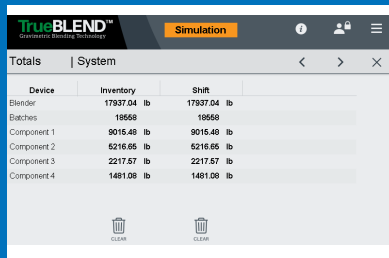 TrueBLEND™
Gravimetric Blending Technology
Simulation
Totals | System
Device Inventory Shift
Blender 17937.04 lb 17937.04 lb
Batches 18558 18558
Component 1 9015.48 lb 9015.48 lb
Component 2 5216.65 lb 5216.65 lb
Component 3 2217.57 lb 2217.57 lb
Component 4 1481.08 lb 1481.08 lb
CLEAR CLEAR